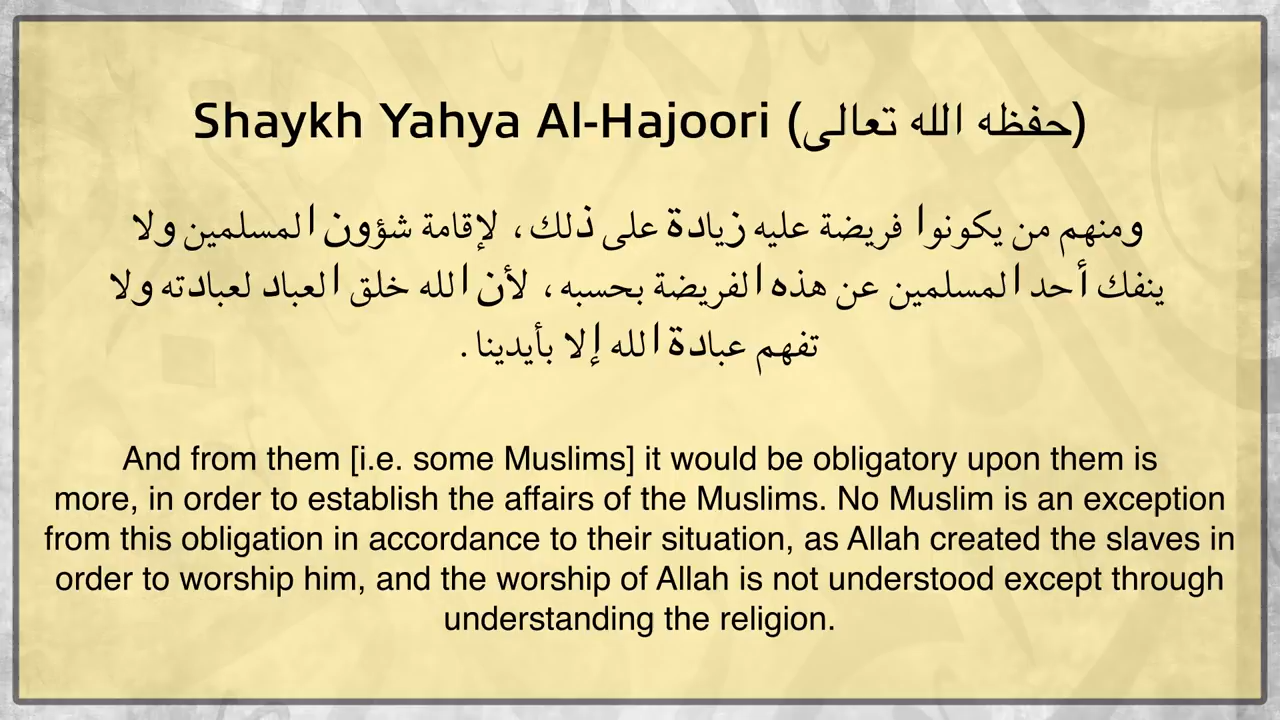 Shaykh Yahya Al-Hajoori (حفظه الله تعالى)
ومنهم من يكونوا فريضة عليه زيادة على ذلك، لإقامة شؤون المسلمين ولا
ينفك أحد المسلمين عن هذه الفريضة بحسبه، لأن الله خلق العباد لعبادته ولا
تفهم عبادة الله إلا بأيدينا.
And from them [i.e. some Muslims] it would be obligatory upon them is
more, in order to establish the affairs of the Muslims. No Muslim is an exception
from this obligation in accordance to their situation, as Allah created the slaves in
order to worship him, and the worship of Allah is not understood except through
understanding the religion.